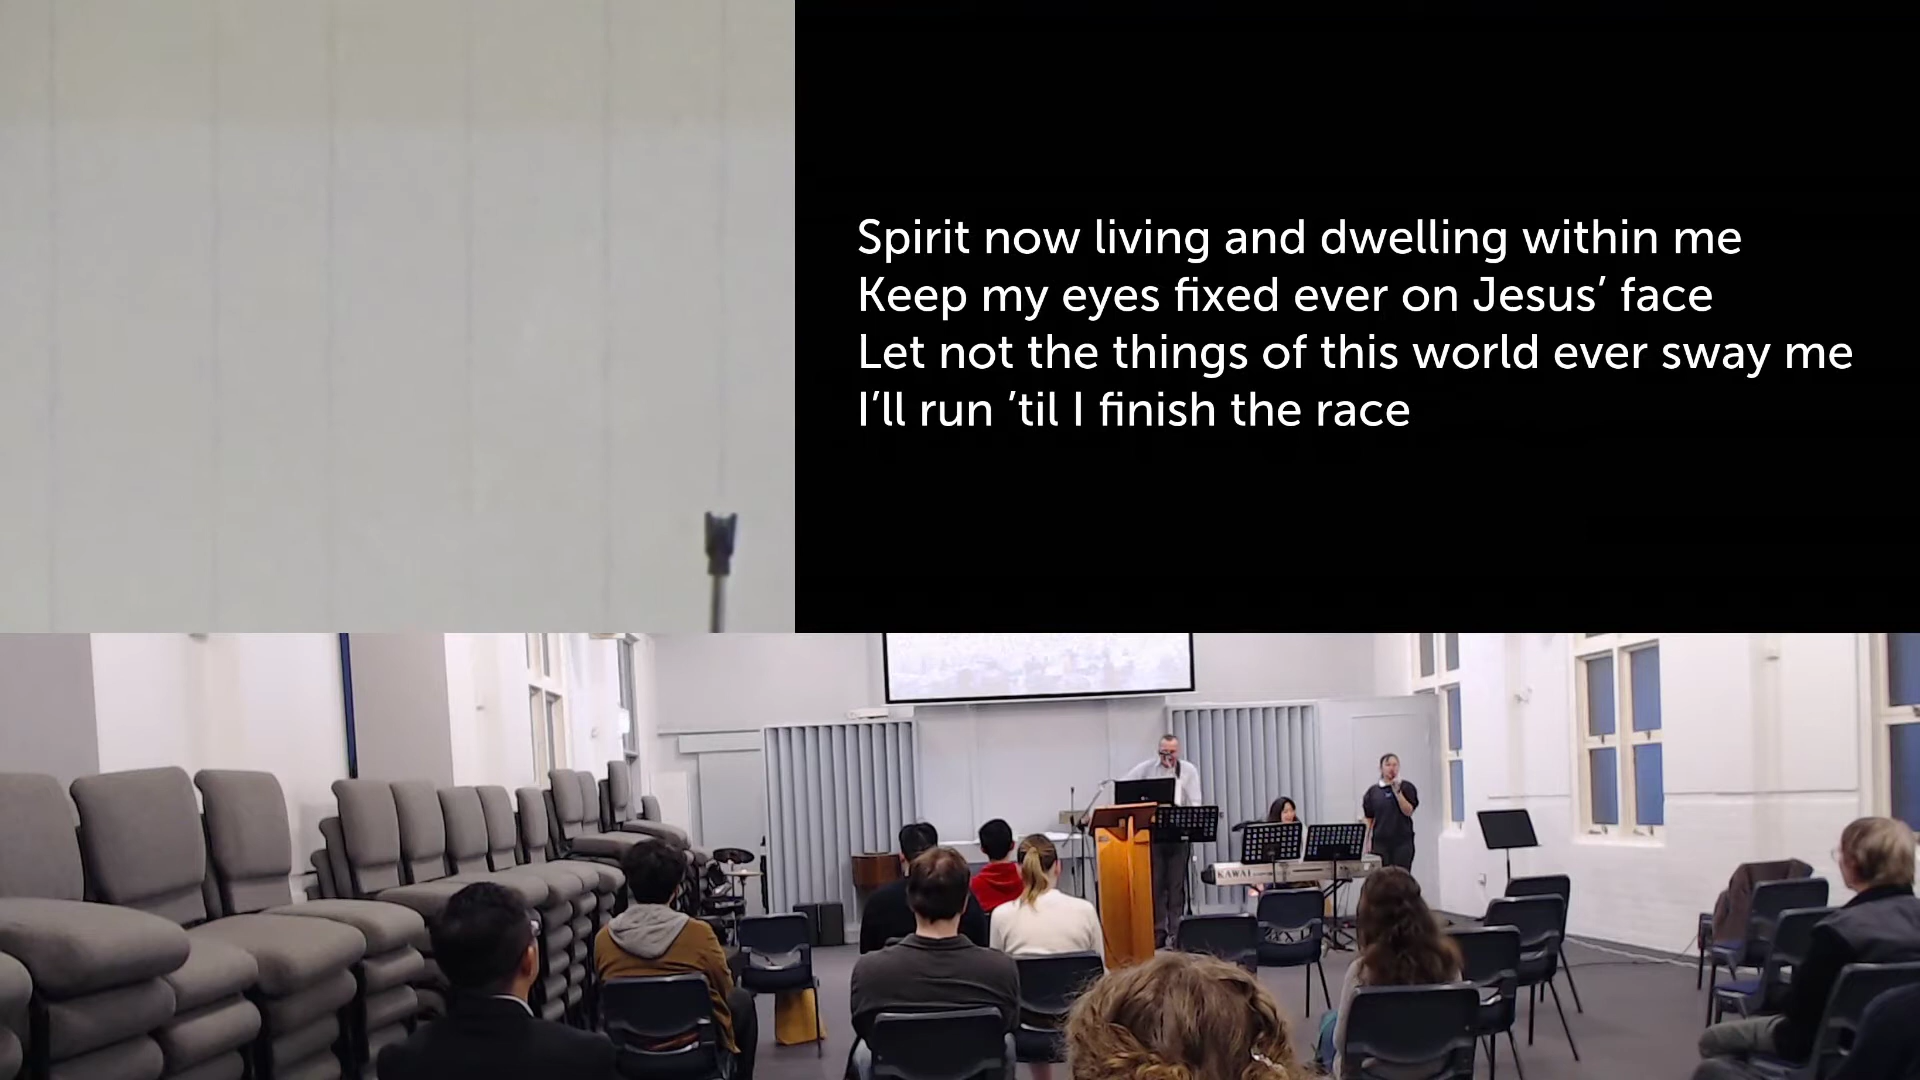 Spirit now living and dwelling within me
Keep my eyes fixed ever on Jesus’ face
Let not the things of this world ever sway me
I’ll run ’til I finish the race
KAWAI